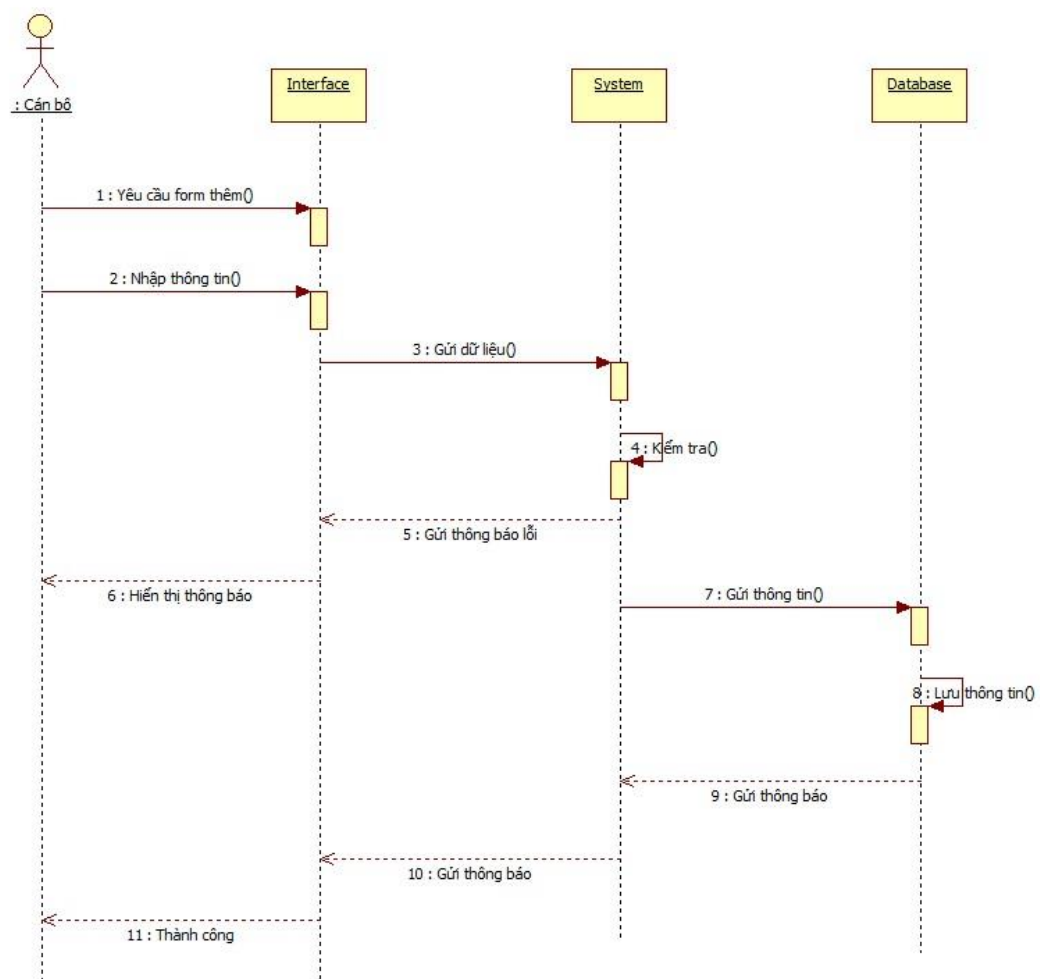 : Cán bô
Interface
System
Database
1 : Yêu cầu form thêm()
2 : Nhập thông tin()
3 : Gửi dữ liệu()
4 : Kiểm tra()
5 : Gửi thông báo lỗi
6 : Hiển thị thông báo
7 : Gửi thông tin()
8 : Lưu thông tin()
9 : Gửi thông báo
10 : Gửi thông báo
11 : Thành công